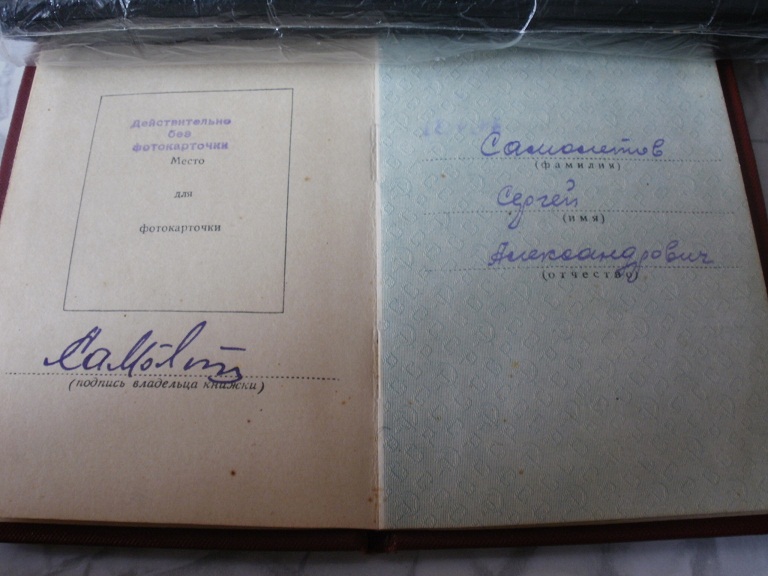 Действительно
без
фотокарточки
Место
для
фотокарточки
(подпись владельца книжки)
Самолетов
(фамилия)
Сергей
(имя)
Александрович
(отчество)